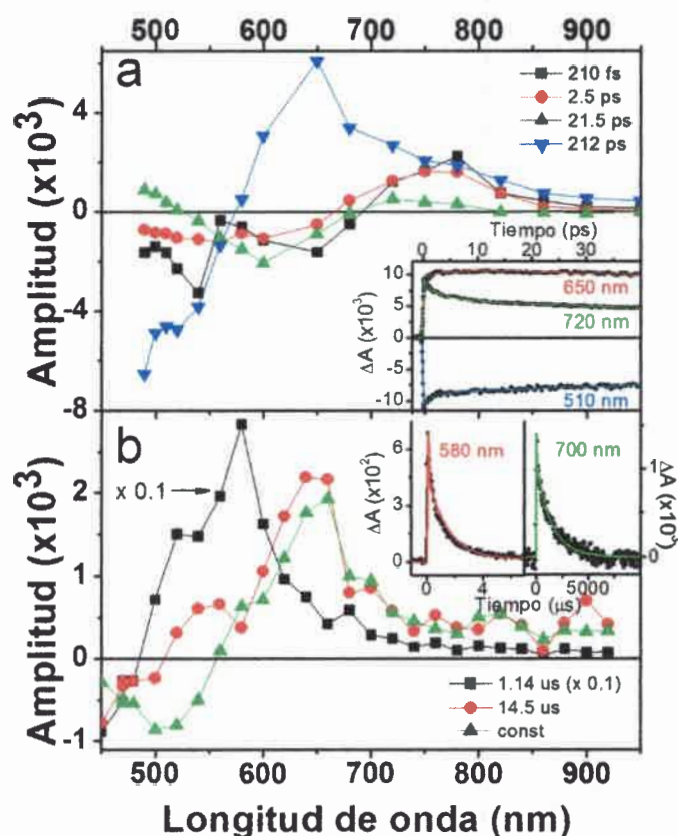 500 600 700 800 900
a
210 fs
2.5 ps
21.5 ps
212 ps
Amplitud (x10³)
4
0
-4
-8
Tiempo (ps)
0 10 20 30
ΔA (x10³)
10
5
0
-5
-10
650 nm
720 nm
510 nm
b
x 0.1
Amplitud (x10³)
2
1
0
-1
ΔA (x10²)
6
3
0
580 nm
700 nm
1
0
ΔA (x10³)
0 4 0 5000
Tiempo (µs)
1.14 us (x 0.1)
14.5 us
const
500 600 700 800 900
Longitud de onda (nm)